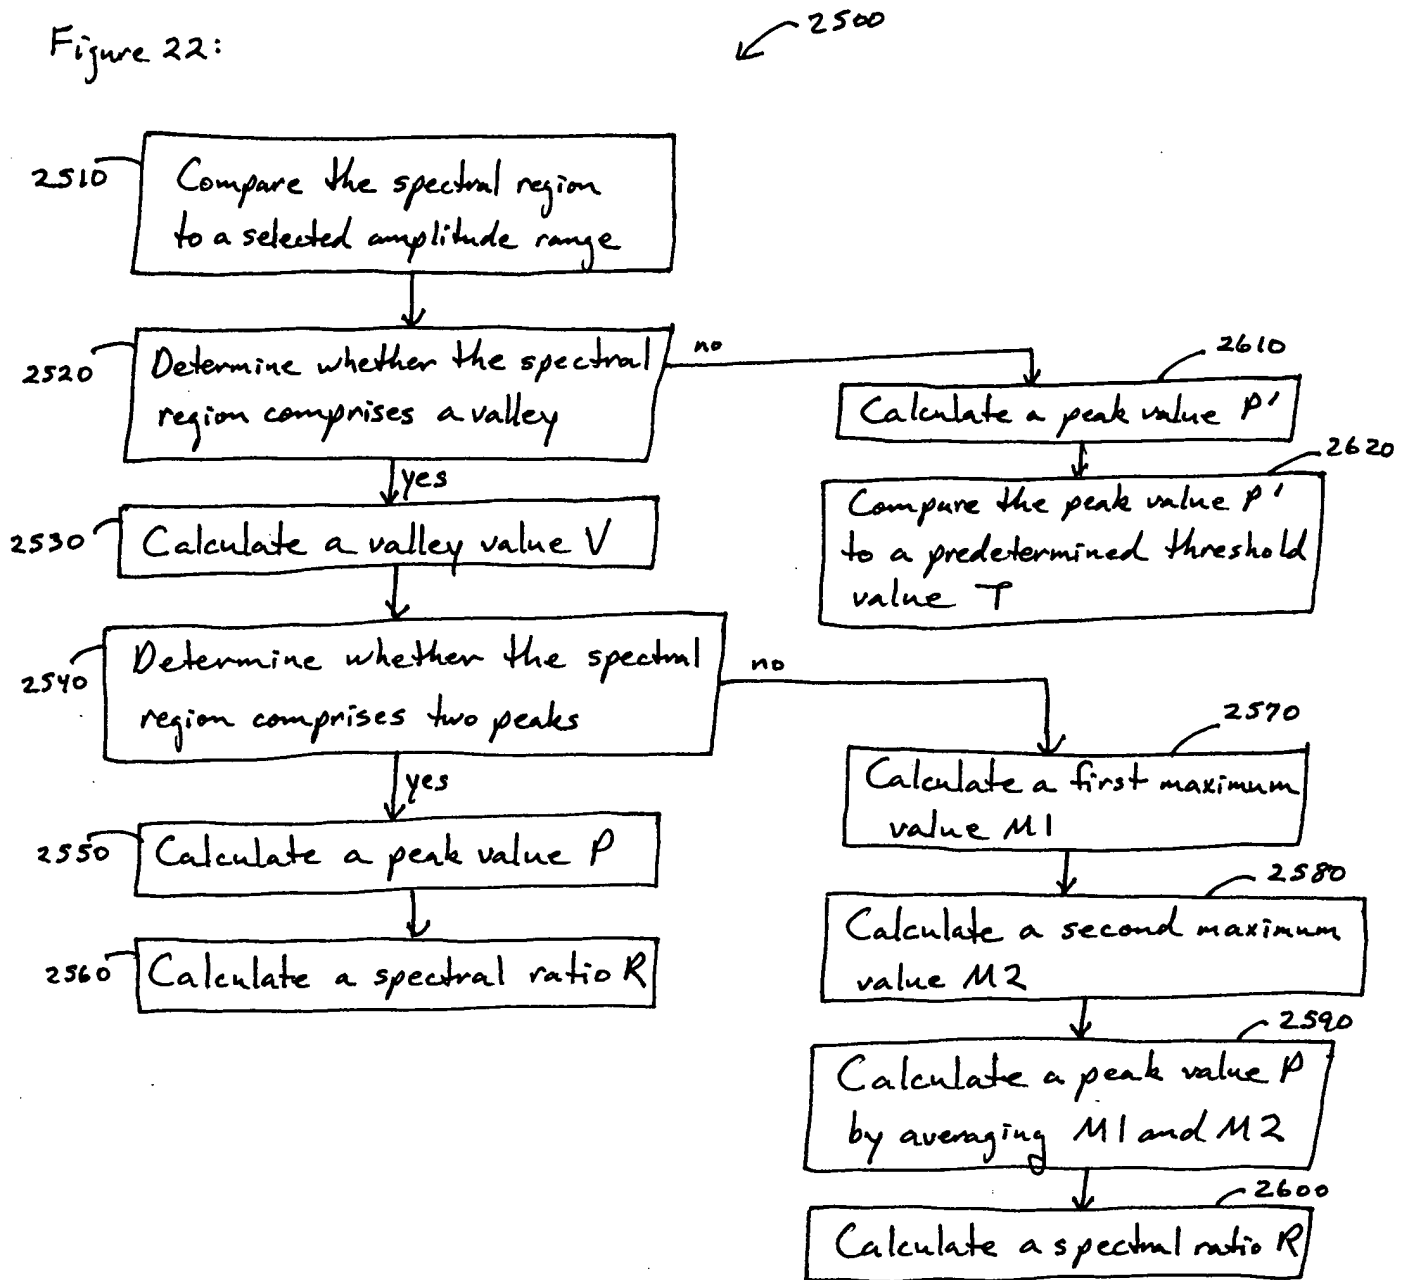 Figure 22:
2500
2510
Compare the spectral region
to a selected amplitude range
2520
Determine whether the spectral
region comprises a valley
no
yes
2610
Calculate a peak value P'
2620
Compare the peak value P'
to a predetermined threshold
value T
2530
Calculate a valley value V
2540
Determine whether the spectral
region comprises two peaks
no
yes
2550
Calculate a peak value P
2560
Calculate a spectral ratio R
2570
Calculate a first maximum
value M1
2580
Calculate a second maximum
value M2
2590
Calculate a peak value P
by averaging M1 and M2
2600
Calculate a spectral ratio R